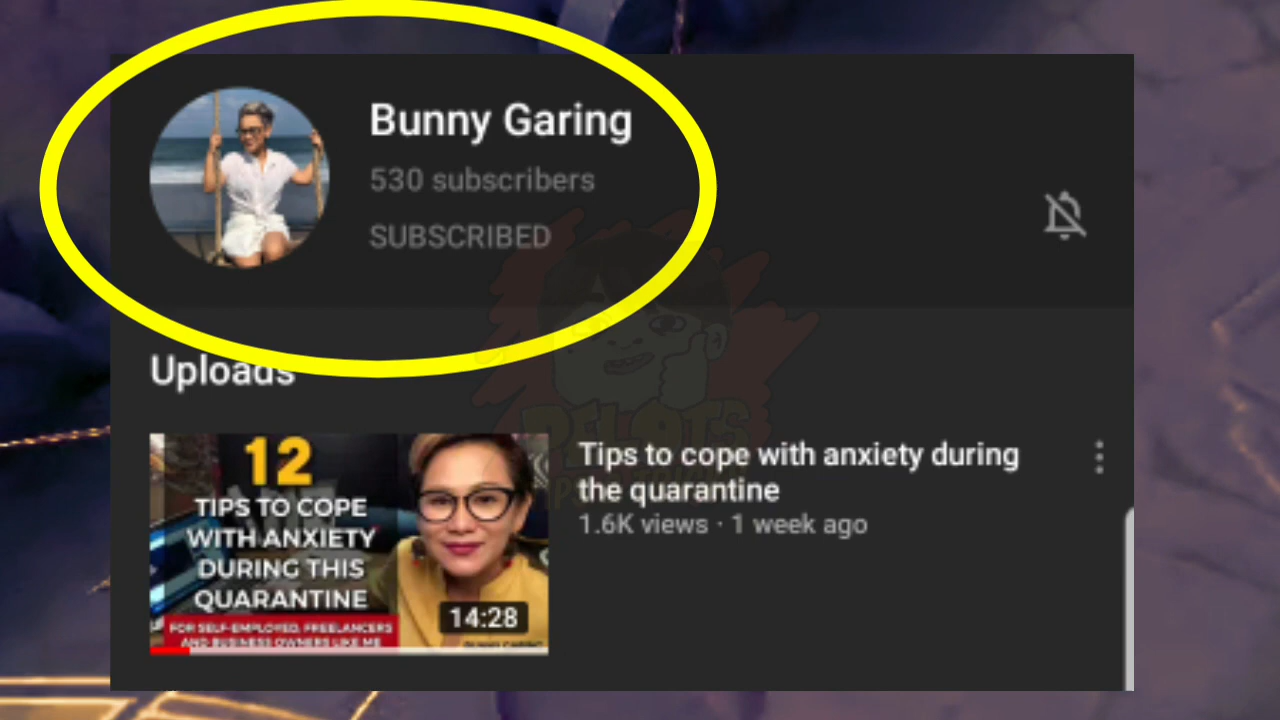 Bunny Garing
530 subscribers
SUBSCRIBED
Uploads
12
TIPS TO COPE
WITH ANXIETY
DURING THIS
QUARANTINE
FOR SELF-EMPLOYED, FREELANCERS
AND BUSINESS OWNERS LIKE ME
14:28
Tips to cope with anxiety during
the quarantine
1.6K views · 1 week ago
PELOTS